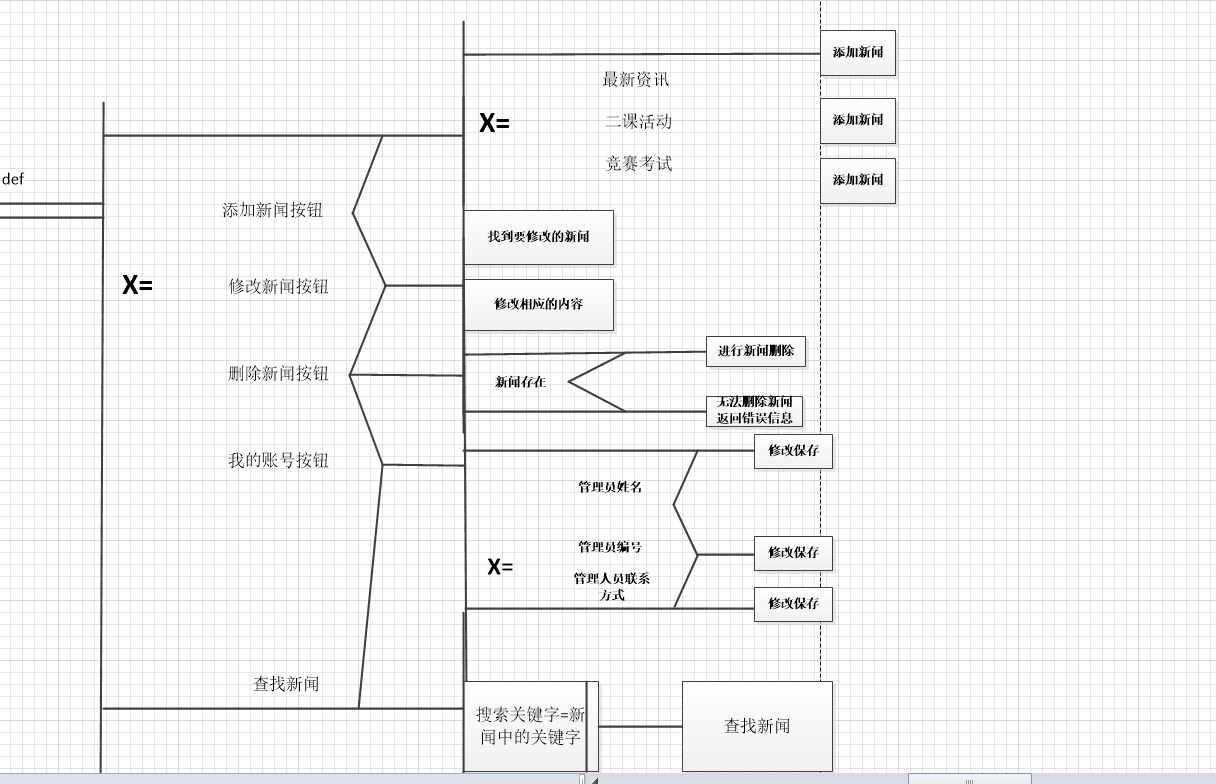 添加新闻
最新资讯
X=
二课活动
添加新闻
竞赛考试
添加新闻
def
添加新闻按钮
找到要修改的新闻
X=
修改新闻按钮
修改相应的内容
进行新闻删除
删除新闻按钮
新闻存在
无法删除新闻
返回错误信息
修改保存
我的账号按钮
管理员姓名
管理员编号
修改保存
X=
管理人员联系
方式
修改保存
查找新闻
搜索关键字=新
闻中的关键字
查找新闻